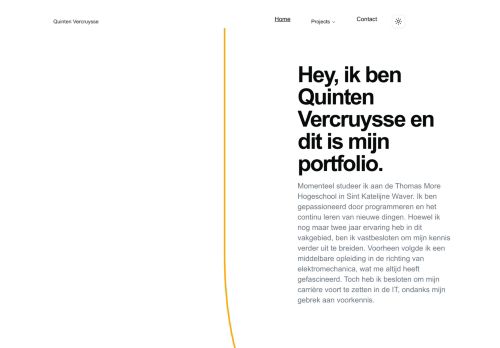 Quinten Vercruysse
Home
Projects
Contact
Hey, ik ben
Quinten
Vercruysse en
dit is mijn
portfolio.
Momenteel studeer ik aan de Thomas More
Hogeschool in Sint Katelijne Waver. Ik ben
gepassioneerd door programmeren en het
continu leren van nieuwe dingen. Hoewel ik
nog maar twee jaar ervaring heb in dit
vakgebied, ben ik vastbesloten om mijn kennis
verder uit te breiden. Voorheen volgde ik een
middelbare opleiding in de richting van
elektromechanica, wat me altijd heeft
gefascineerd. Toch heb ik besloten om mijn
carrière voort te zetten in de IT, ondanks mijn
gebrek aan voorkennis.